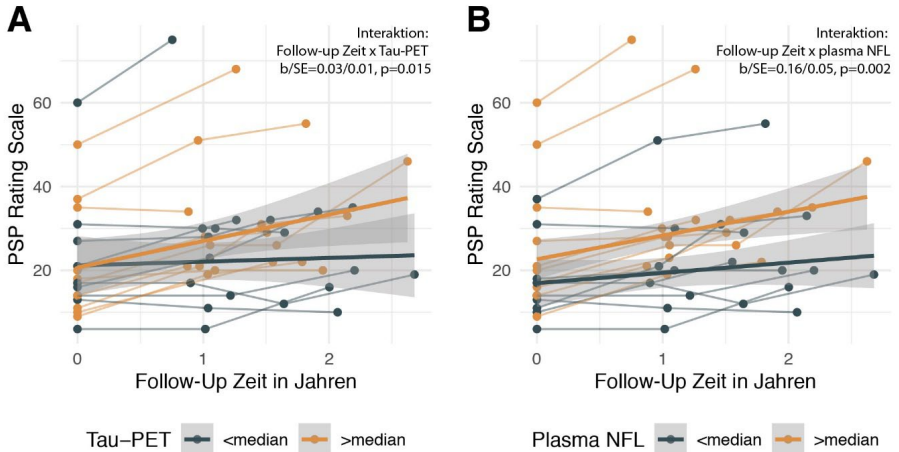 A
Interaktion:
Follow-up Zeit x Tau-PET
b/SE=0.03/0.01, p=0.015
PSP Rating Scale
60
40
20
0
1
2
Follow-Up Zeit in Jahren
Tau−PET
<median
>median
B
Interaktion:
Follow-up Zeit x plasma NFL
b/SE=0.16/0.05, p=0.002
PSP Rating Scale
60
40
20
0
1
2
Follow-Up Zeit in Jahren
Plasma NFL
<median
>median